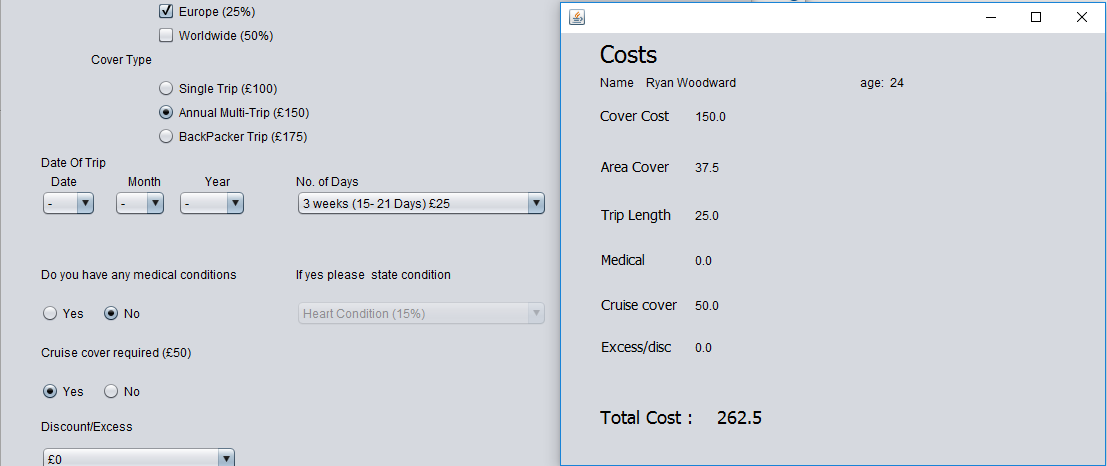 Europe (25%)
Worldwide (50%)
Cover Type
Single Trip (£100)
Annual Multi-Trip (£150)
BackPacker Trip (£175)
Date Of Trip
Date Month Year No. of Days
- - - 3 weeks (15- 21 Days) £25
Do you have any medical conditions If yes please state condition
Yes No Heart Condition (15%)
Cruise cover required (£50)
Yes No
Discount/Excess
£0
Costs
Name Ryan Woodward age: 24
Cover Cost 150.0
Area Cover 37.5
Trip Length 25.0
Medical 0.0
Cruise cover 50.0
Excess/disc 0.0
Total Cost : 262.5